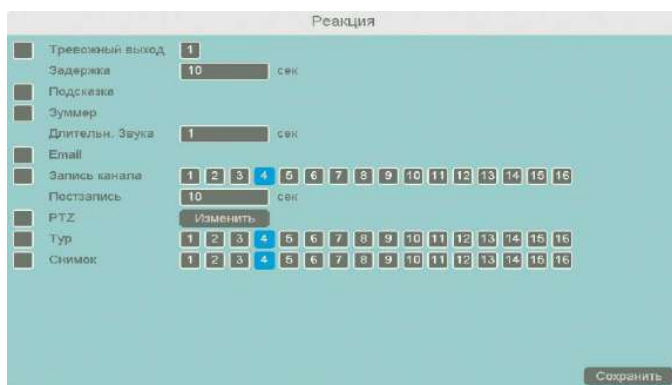 Реакция
Тревожный выход 1
Задержка 10 сек
Подсказка
Зуммер
Длительн. Звука 1 сек
Email
Запись канала 1 2 3 4 5 6 7 8 9 10 11 12 13 14 15 16
Постзапись 10 сек
PTZ Изменить
Тур 1 2 3 4 5 6 7 8 9 10 11 12 13 14 15 16
Снимок 1 2 3 4 5 6 7 8 9 10 11 12 13 14 15 16
Сохранить